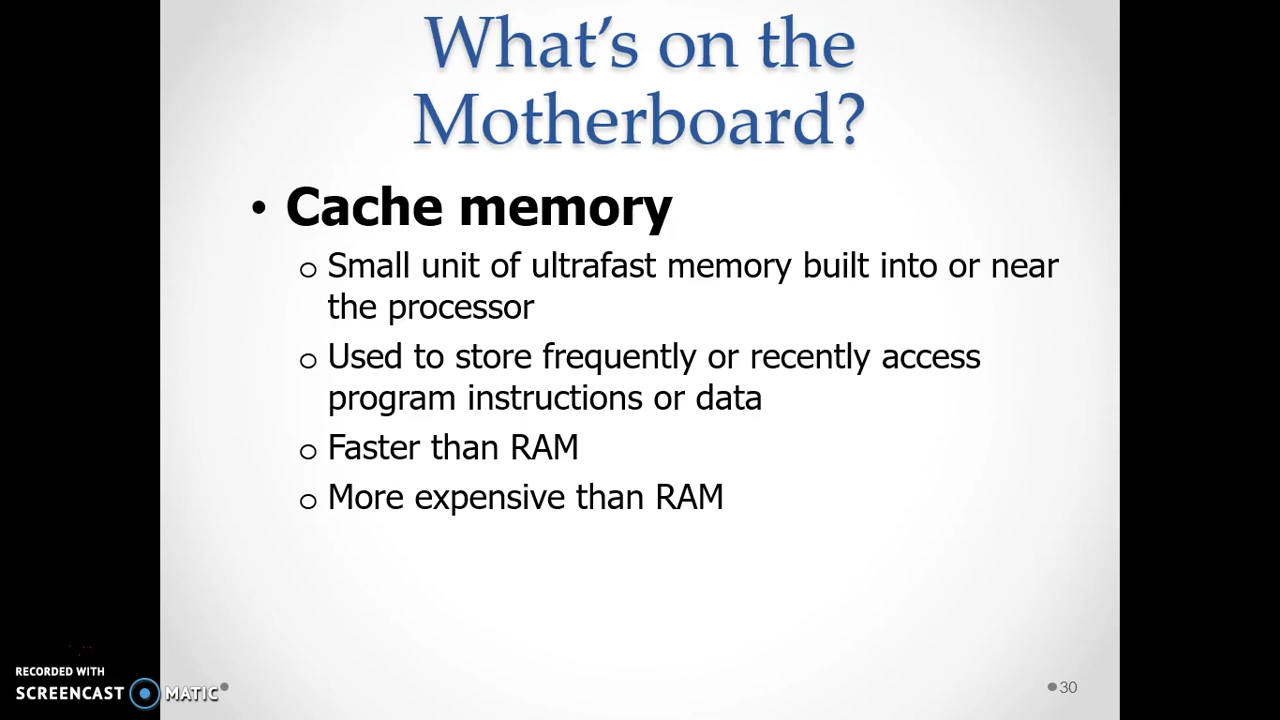 What's on the
Motherboard?
• Cache memory
o Small unit of ultrafast memory built into or near
the processor
o Used to store frequently or recently access
program instructions or data
o Faster than RAM
o More expensive than RAM
RECORDED WITH
SCREENCAST MATIC
30